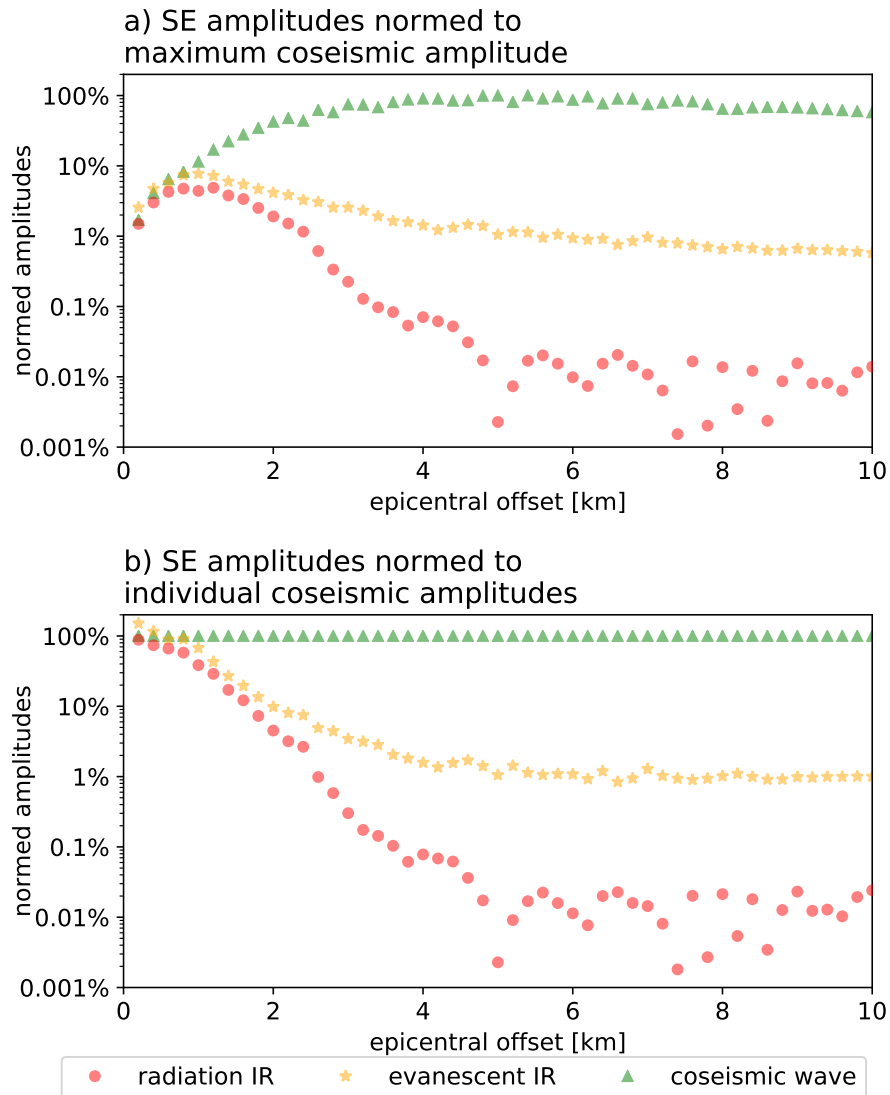 a) SE amplitudes normed to
maximum coseismic amplitude
100%
10%
1%
0.1%
0.01%
0.001%
normed amplitudes
0 2 4 6 8 10
epicentral offset [km]
b) SE amplitudes normed to
individual coseismic amplitudes
100%
10%
1%
0.1%
0.01%
0.001%
normed amplitudes
0 2 4 6 8 10
epicentral offset [km]
radiation IR evanescent IR coseismic wave